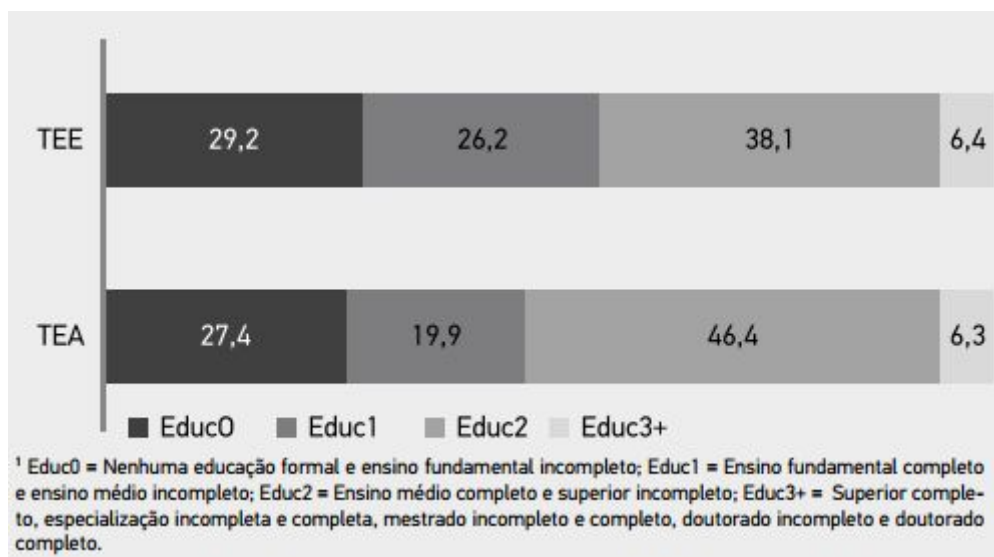 TEE 29,2 26,2 38,1 6,4
TEA 27,4 19,9 46,4 6,3
Educ0 Educ1 Educ2 Educ3+
¹ Educ0 = Nenhuma educação formal e ensino fundamental incompleto; Educ1 = Ensino fundamental completo
e ensino médio incompleto; Educ2 = Ensino médio completo e superior incompleto; Educ3+ = Superior comple-
to, especialização incompleta e completa, mestrado incompleto e completo, doutorado incompleto e doutorado
completo.